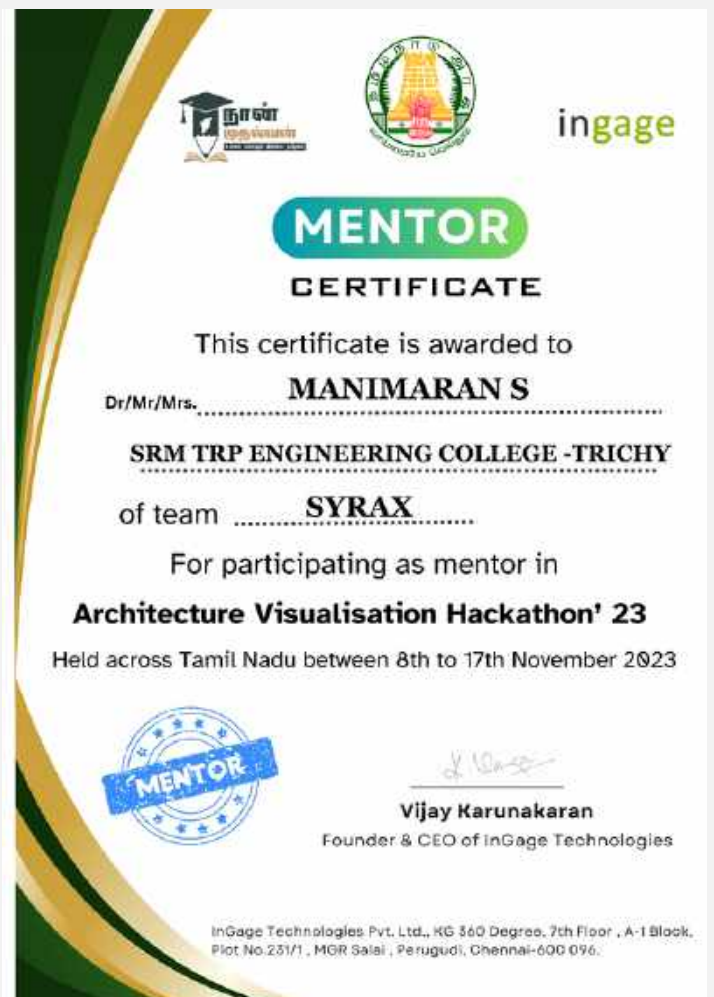 நான்
முதல்வன்
ingage
MENTOR
CERTIFICATE
This certificate is awarded to
Dr/Mr/Mrs. MANIMARAN S
SRM TRP ENGINEERING COLLEGE -TRICHY
of team SYRAX
For participating as mentor in
Architecture Visualisation Hackathon' 23
Held across Tamil Nadu between 8th to 17th November 2023
MENTOR
Vijay Karunakaran
Founder & CEO of InGage Technologies
InGage Technologies Pvt. Ltd., KG 360 Degree, 7th Floor , A-1 Block,
Plot No.231/1 , MGR Salai , Perugudi, Chennai-600 096.